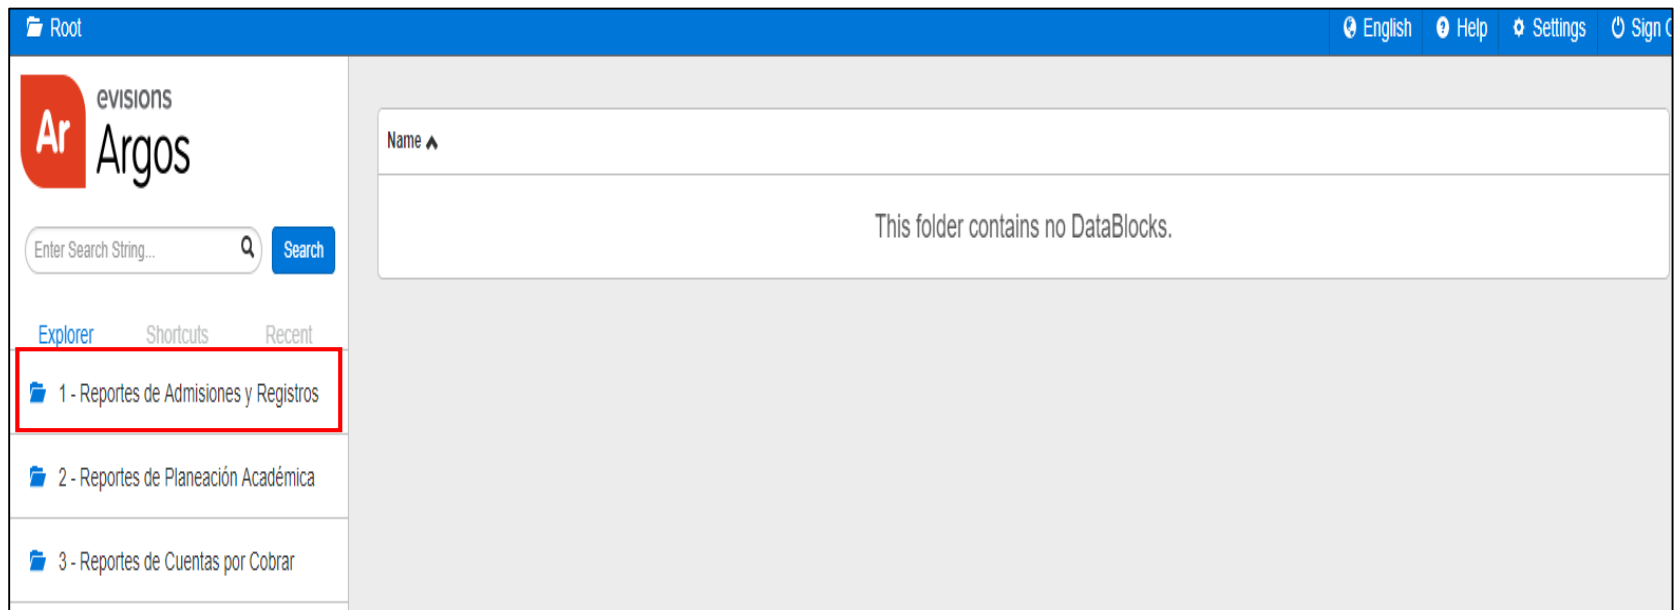 Root
English Help Settings Sign
Ar evisions Argos
Name
This folder contains no DataBlocks.
Enter Search String... Search
Explorer Shortcuts Recent
1 - Reportes de Admisiones y Registros
2 - Reportes de Planeación Académica
3 - Reportes de Cuentas por Cobrar